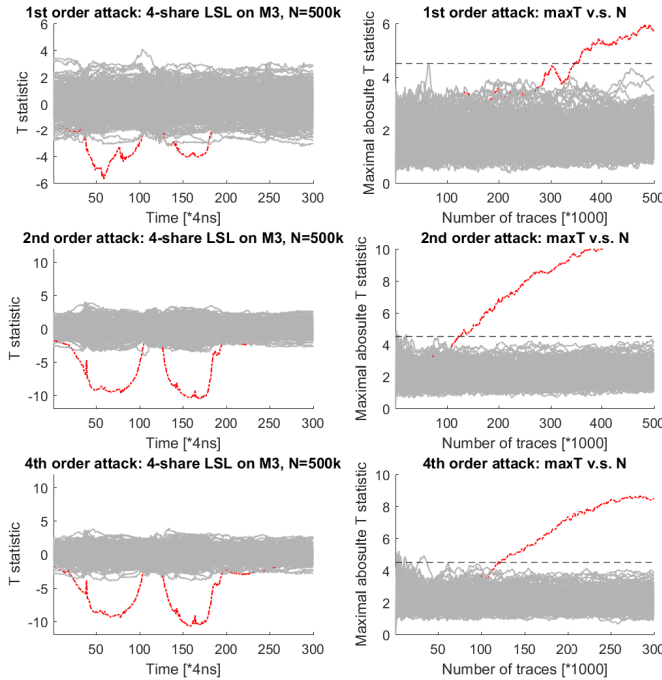 1st order attack: 4-share LSL on M3, N=500k
6
4
2
0
-2
-4
-6
T statistic
50 100 150 200 250 300
Time [*4ns]
1st order attack: maxT v.s. N
6
4
2
0
Maximal abosulte T statistic
100 200 300 400 500
Number of traces [*1000]
2nd order attack: 4-share LSL on M3, N=500k
10
5
0
-5
-10
T statistic
50 100 150 200 250 300
Time [*4ns]
2nd order attack: maxT v.s. N
10
8
6
4
2
0
Maximal abosulte T statistic
100 200 300 400 500
Number of traces [*1000]
4th order attack: 4-share LSL on M3, N=500k
10
5
0
-5
-10
T statistic
50 100 150 200 250 300
Time [*4ns]
4th order attack: maxT v.s. N
10
8
6
4
2
0
Maximal abosulte T statistic
50 100 150 200 250 300
Number of traces [*1000]